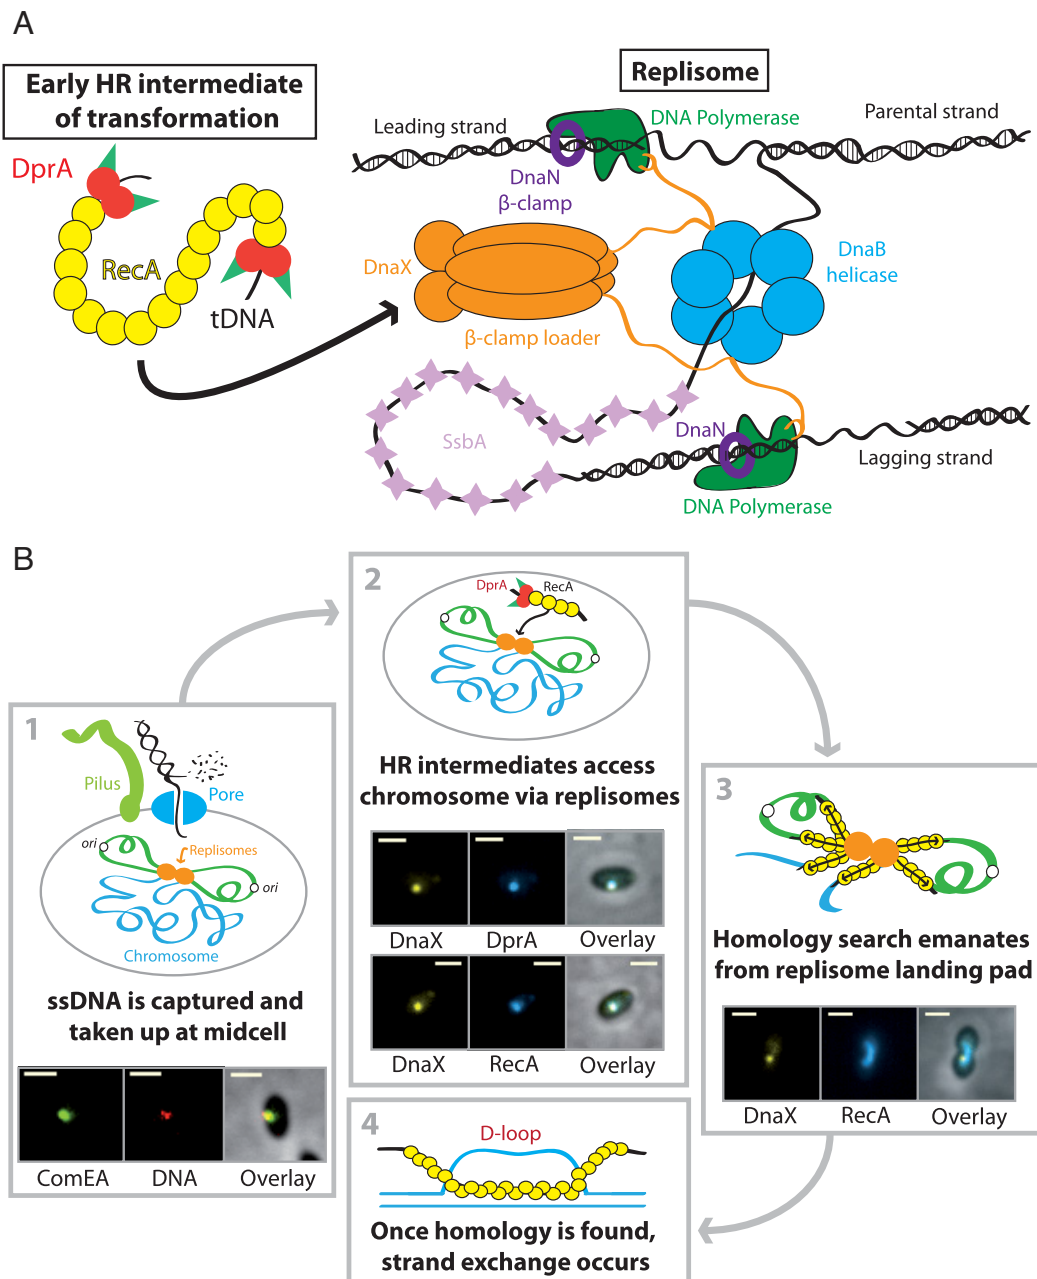 A
Early HR intermediate
of transformation
Replisome
DprA
RecA
tDNA
Leading strand
DNA Polymerase
Parental strand
DnaN
β-clamp
DnaX
DnaB
helicase
β-clamp loader
SsbA
DnaN
Lagging strand
DNA Polymerase
B
1
Pilus
Pore
ori
Replisomes
ori
Chromosome
ssDNA is captured and
taken up at midcell
ComEA
DNA
Overlay
2
DprA
RecA
HR intermediates access
chromosome via replisomes
DnaX
DprA
Overlay
DnaX
RecA
Overlay
3
Homology search emanates
from replisome landing pad
DnaX
RecA
Overlay
4
D-loop
Once homology is found,
strand exchange occurs